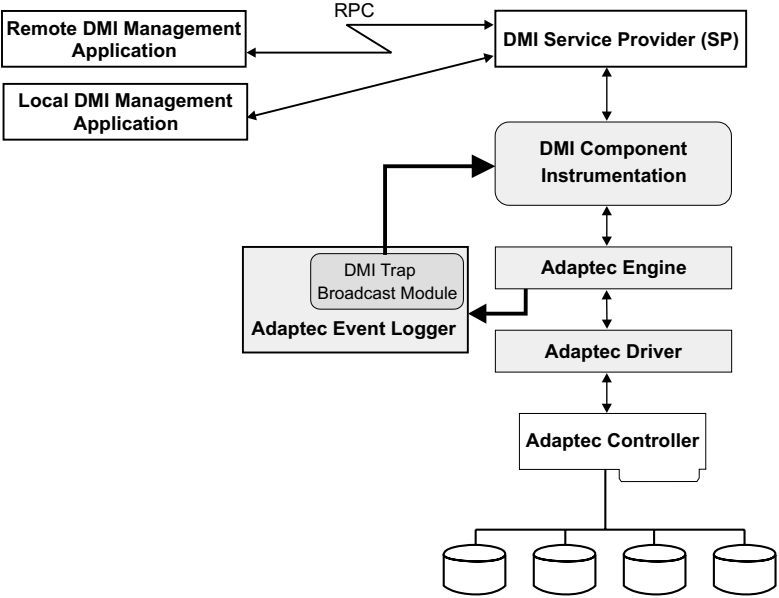 RPC
Remote DMI Management
Application
DMI Service Provider (SP)
Local DMI Management
Application
DMI Component
Instrumentation
DMI Trap
Broadcast Module
Adaptec Event Logger
Adaptec Engine
Adaptec Driver
Adaptec Controller